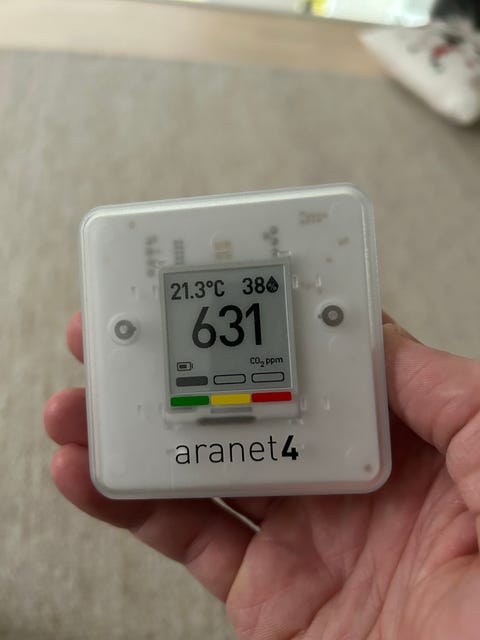 21.3°C 38%
631
CO₂ ppm
aranet4